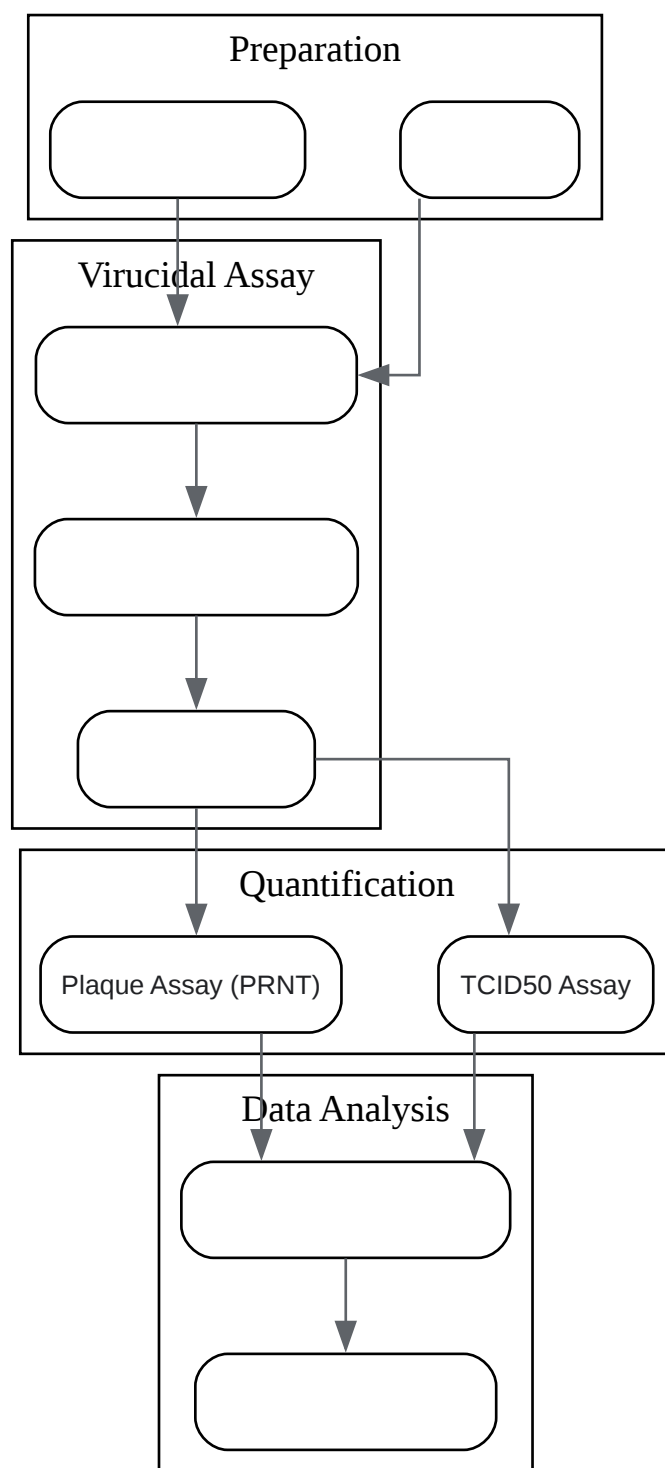 Preparation
Virucidal Assay
Quantification
Plaque Assay (PRNT)
TCID50 Assay
Data Analysis